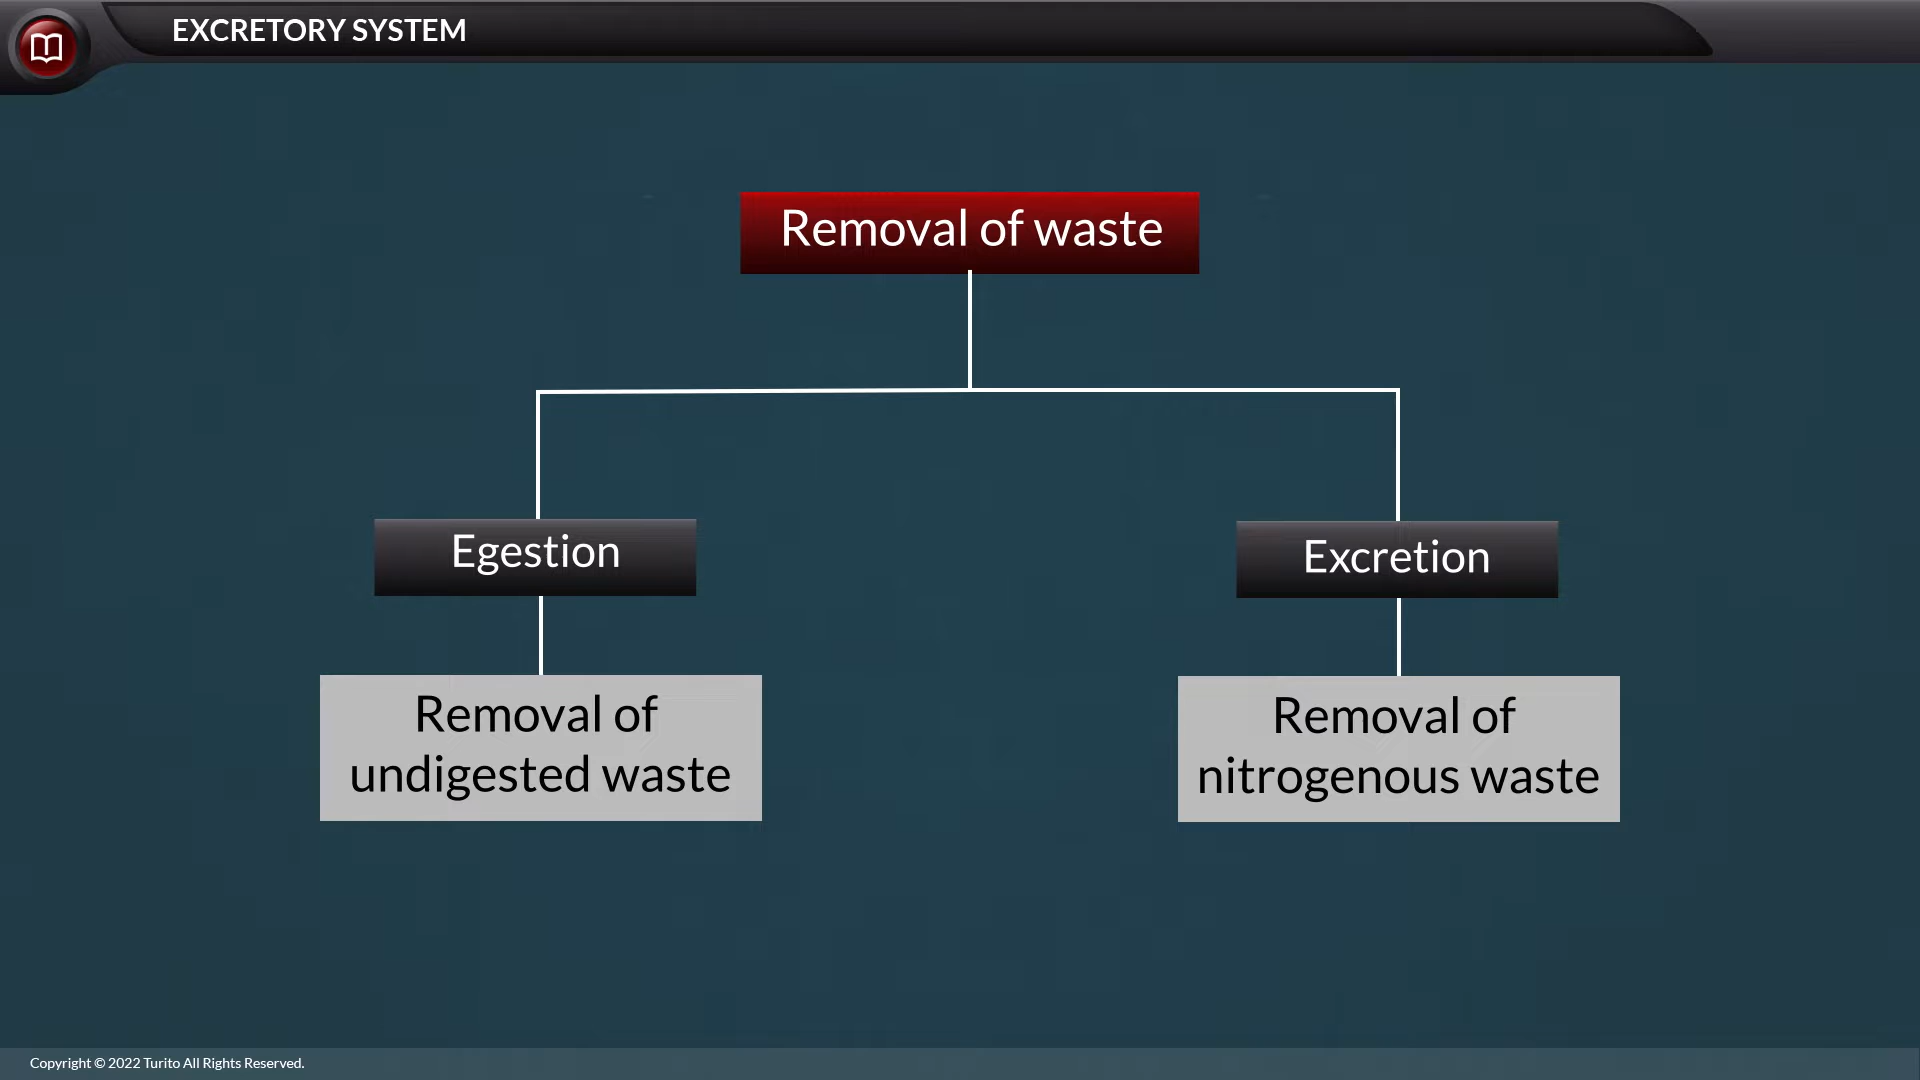 EXCRETORY SYSTEM
Removal of waste
Egestion
Excretion
Removal of
undigested waste
Removal of
nitrogenous waste
Copyright © 2022 Turito All Rights Reserved.